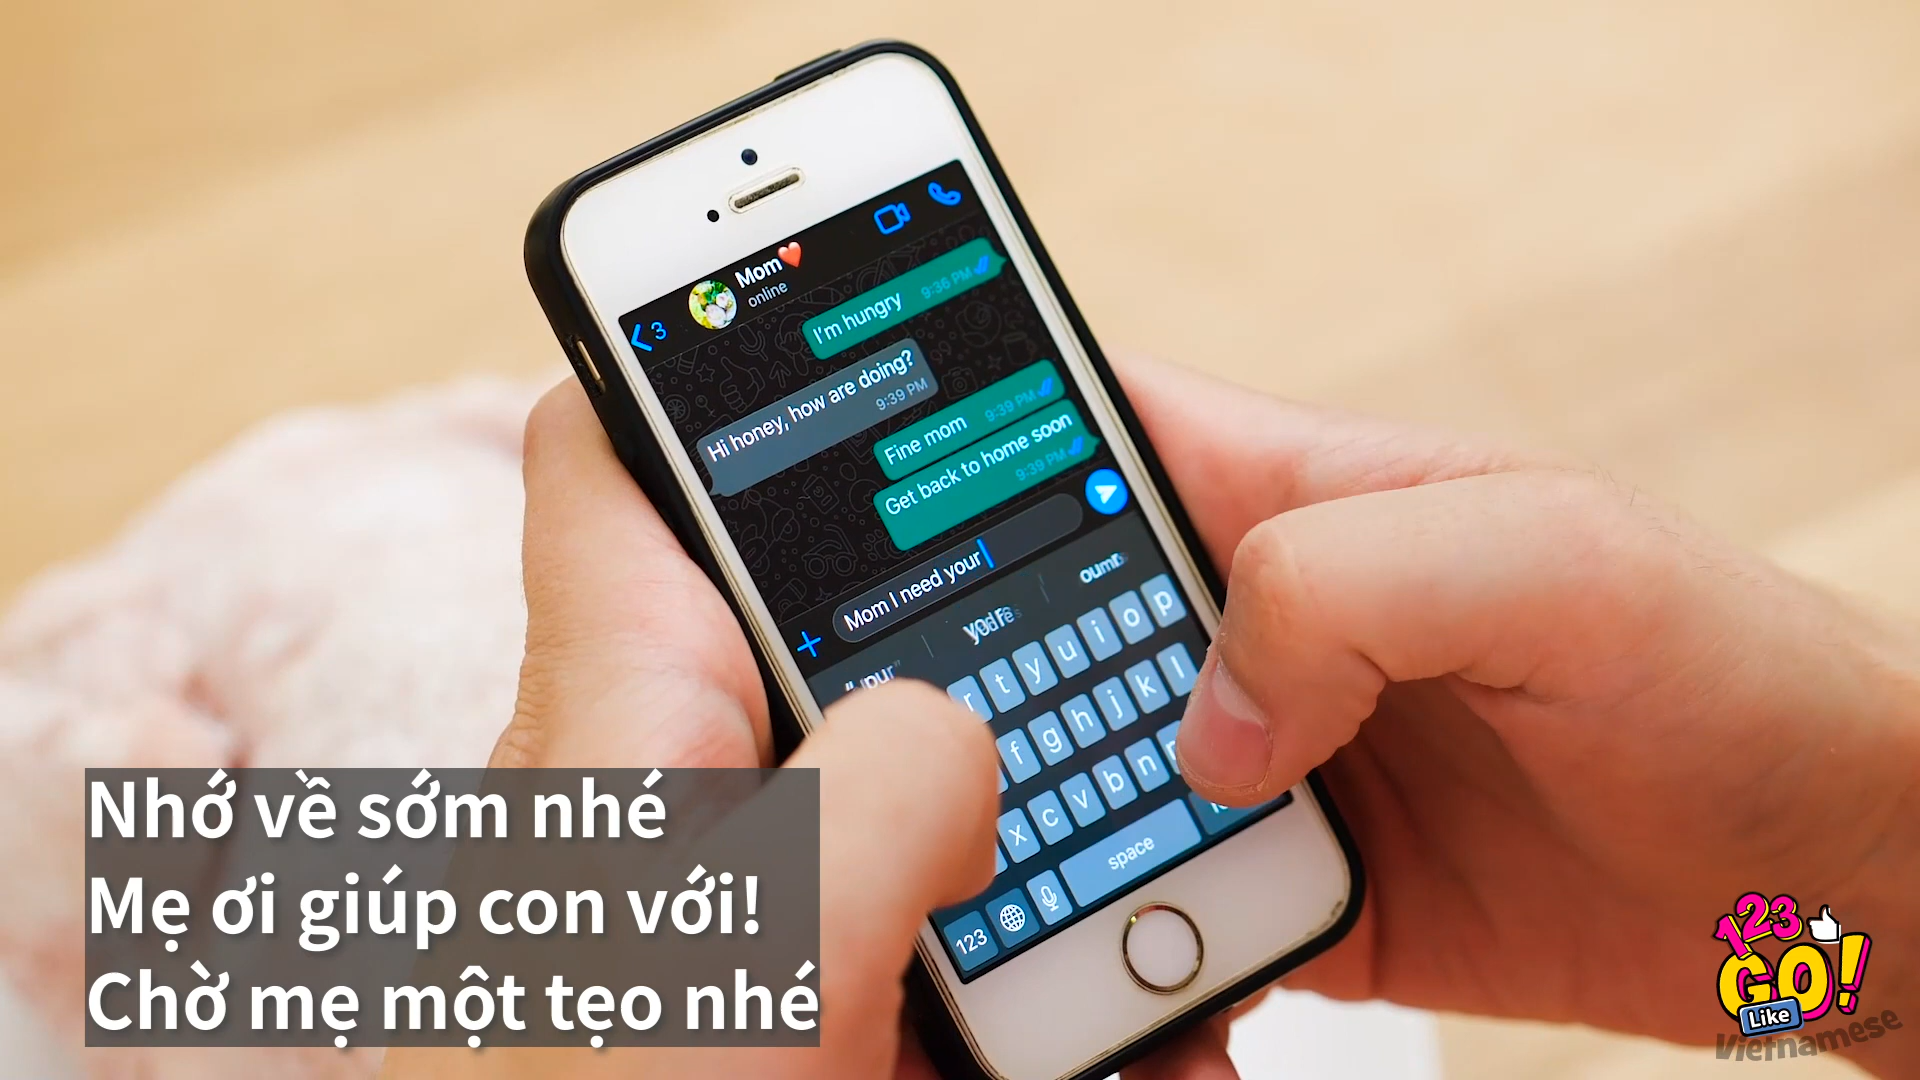 Mom❤️
online
3
I'm hungry 9:36 PM
Hi honey, how are doing?
9:39 PM
Fine mom 9:39 PM
Get back to home soon
9:39 PM
Mom I need your
r t y u i o p
f g h j k l
x c v b n
123 space
Nhớ về sớm nhé
Mẹ ơi giúp con với!
Chờ mẹ một tẹo nhé
123
GO!
Like
Vietnamese